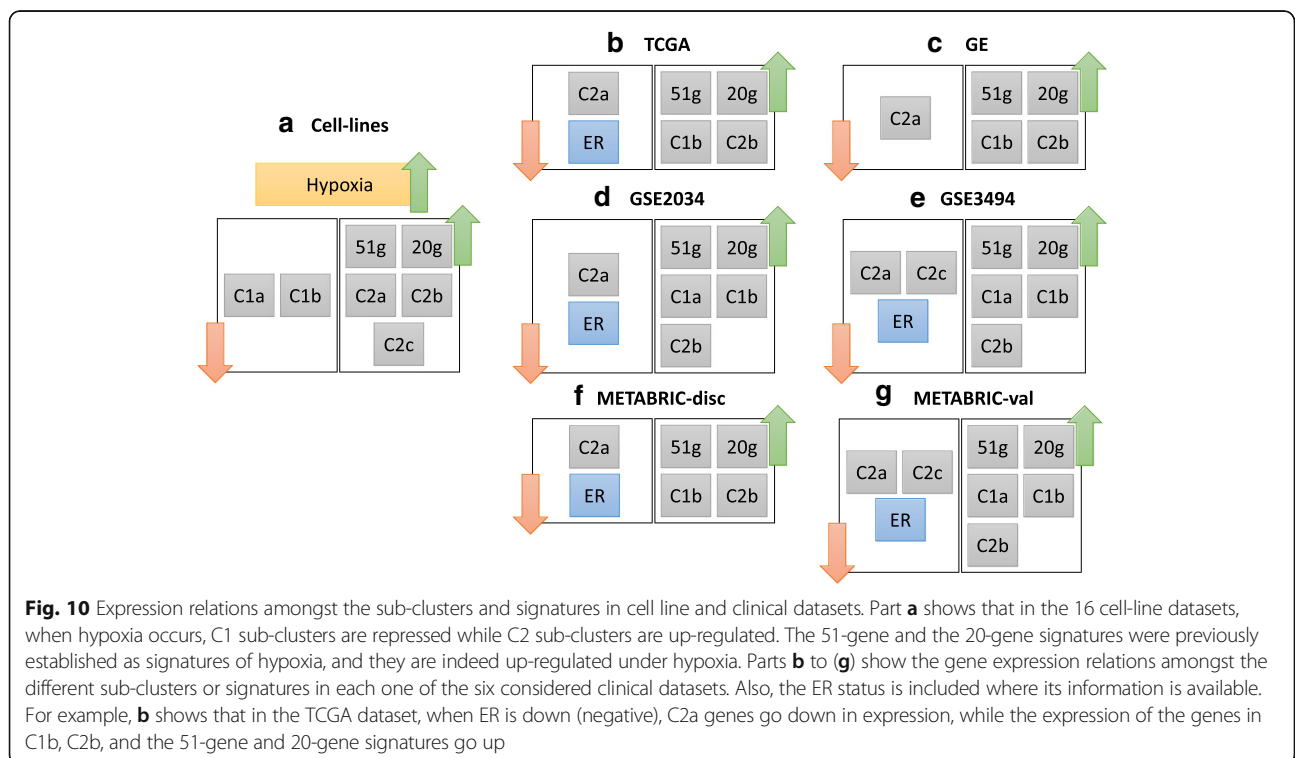 a Cell-lines
Hypoxia
C1a C1b
51g 20g
C2a C2b
C2c
b TCGA
C2a
ER
51g 20g
C1b C2b
c GE
C2a
51g 20g
C1b C2b
d GSE2034
C2a
ER
51g 20g
C1a C1b
C2b
e GSE3494
C2a C2c
ER
51g 20g
C1a C1b
C2b
f METABRIC-disc
C2a
ER
51g 20g
C1b C2b
g METABRIC-val
C2a C2c
ER
51g 20g
C1a C1b
C2b
Fig. 10 Expression relations amongst the sub-clusters and signatures in cell line and clinical datasets. Part a shows that in the 16 cell-line datasets,
when hypoxia occurs, C1 sub-clusters are repressed while C2 sub-clusters are up-regulated. The 51-gene and the 20-gene signatures were previously
established as signatures of hypoxia, and they are indeed up-regulated under hypoxia. Parts b to (g) show the gene expression relations amongst the
different sub-clusters or signatures in each one of the six considered clinical datasets. Also, the ER status is included where its information is available.
For example, b shows that in the TCGA dataset, when ER is down (negative), C2a genes go down in expression, while the expression of the genes in
C1b, C2b, and the 51-gene and 20-gene signatures go up